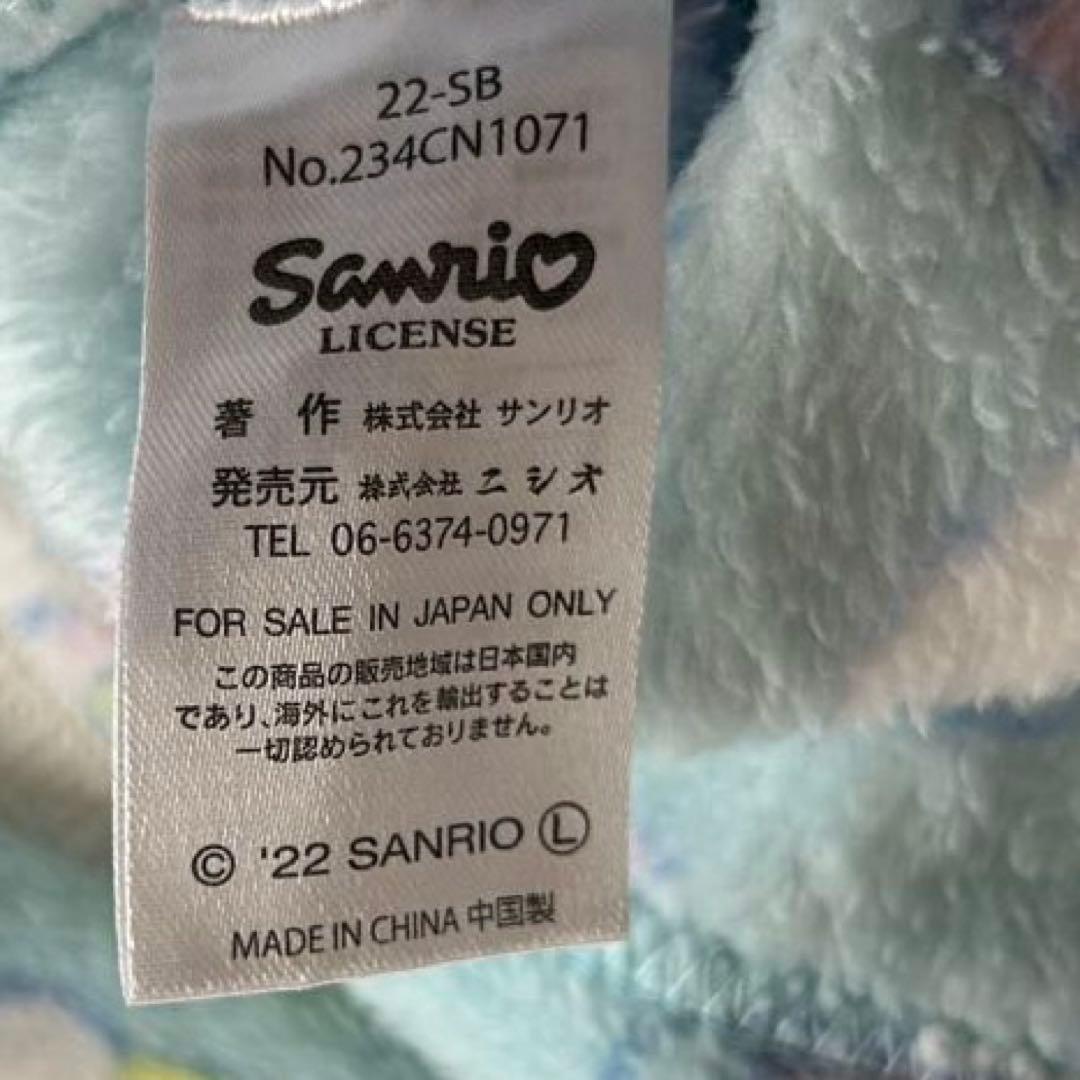 22-SB
No.234CN1071
Sanrio
LICENSE
著 作 株式会社 サンリオ
発売元 株式会社 ニシオ
TEL 06-6374-0971
FOR SALE IN JAPAN ONLY
この商品の販売地域は日本国内
であり、海外にこれを輸出することは
一切認められておりません。
© '22 SANRIO Ⓛ
MADE IN CHINA 中国製